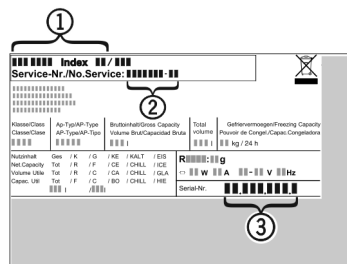 1
Index /
Service-Nr./No.Service: -
2
Klasse/Class Ap-Typ/AP-Type Bruttoinhalt/Gross Capacity Total Gefriervermoegen/Freezing Capacity
Classe/Clase AP-Type/AP-Tipo Volume Brut/Capacidad Bruta volume Pouvoir de Congel./Capac.Congeladora
l l kg / 24 h
Nutzinhalt Ges / K / G / KE / KALT / EIS
Net Capacity Tot / R / F / CE / CHILL / ICE
Volume Utile Tot / R / C / CA / CHILL / GLA
Capac. Util Tot / F / C / BO / CHILL / HIE
l / l
R : g
W A - V Hz
Serial-Nr. , , ,
3